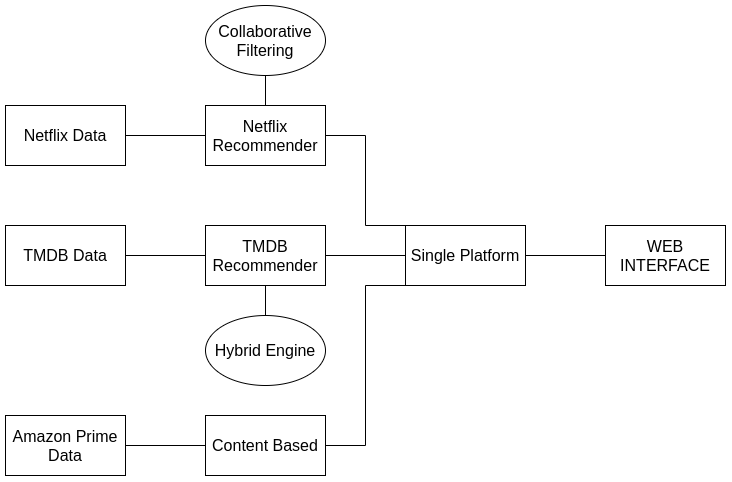 Collaborative
Filtering
Netflix Data
Netflix
Recommender
TMDB Data
TMDB
Recommender
Single Platform
WEB
INTERFACE
Hybrid Engine
Amazon Prime
Data
Content Based